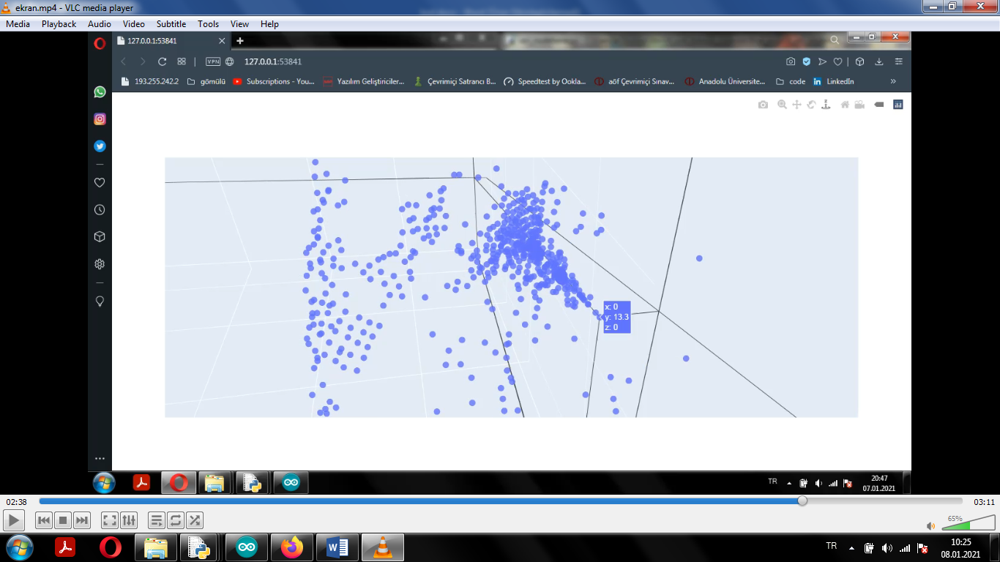 ekran.mp4 - VLC media player
Media Playback Audio Video Subtitle Tools View Help
127.0.0.1:53841
VPN 127.0.0.1:53841
193.255.242.2 gömülü Subscriptions - You... Yazılım Geliştiriciler... Çevrimiçi Satrancı B... Speedtest by Ookla... aöf Çevrimiçi Sınav... Anadolu Üniversite... code LinkedIn »
x: 0
y: 13.3
z: 0
TR 20:47
07.01.2021
02:38 03:11
65%
TR 10:25
08.01.2021